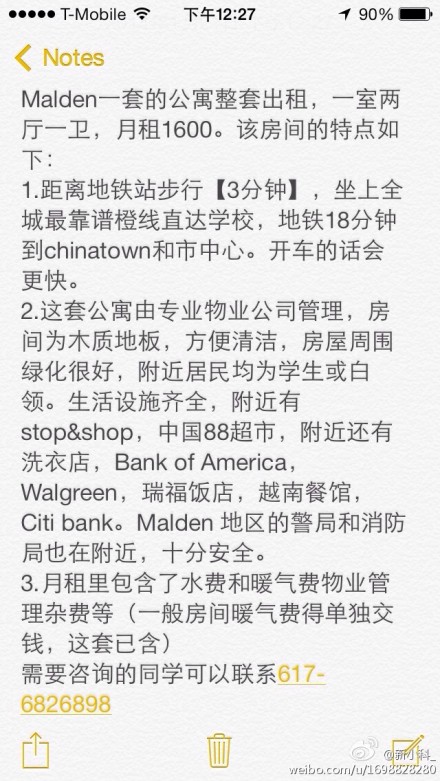 T-Mobile 下午12:27 90%
Notes
Malden一套的公寓整套出租，一室两
厅一卫，月租1600。该房间的特点如
下：
1.距离地铁站步行【3分钟】，坐上全
城最靠谱橙线直达学校，地铁18分钟
到chinatown和市中心。开车的话会
更快。
2.这套公寓由专业物业公司管理，房
间为木质地板，方便清洁，房屋周围
绿化很好，附近居民均为学生或白
领。生活设施齐全，附近有
stop&shop，中国88超市，附近还有
洗衣店，Bank of America，
Walgreen，瑞福饭店，越南餐馆，
Citi bank。Malden 地区的警局和消防
局也在附近，十分安全。
3.月租里包含了水费和暖气费物业管
理杂费等（一般房间暖气费得单独交
钱，这套已含）
需要咨询的同学可以联系617-
6826898
weibo.com/u/1698828280